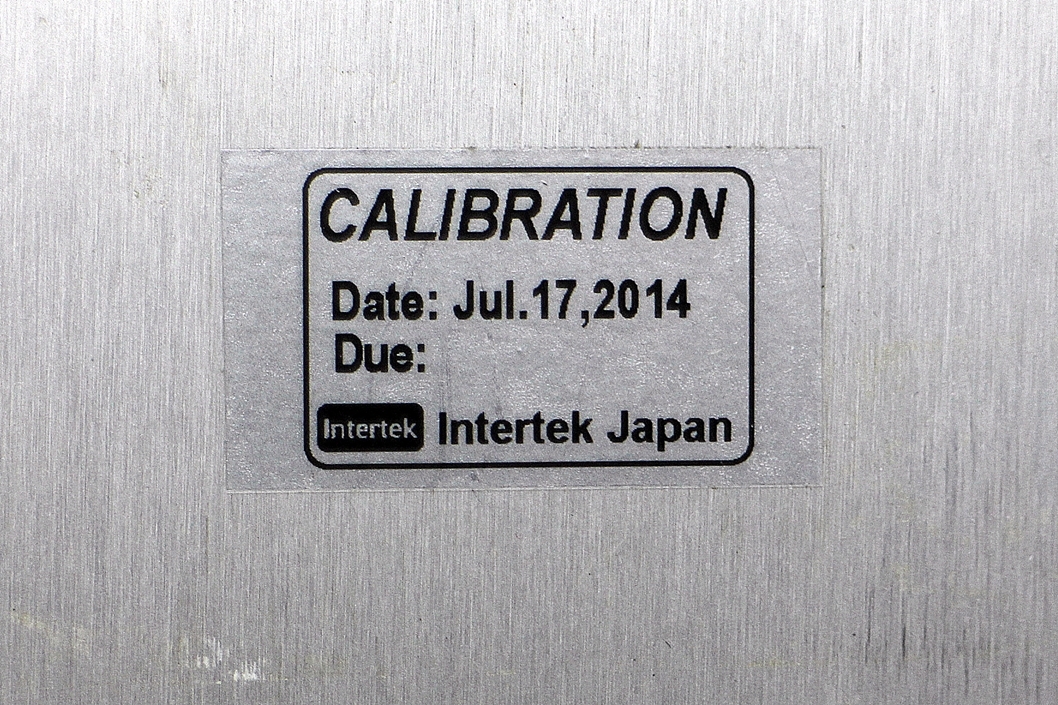 CALIBRATION
Date: Jul.17,2014
Due:
Intertek Intertek Japan